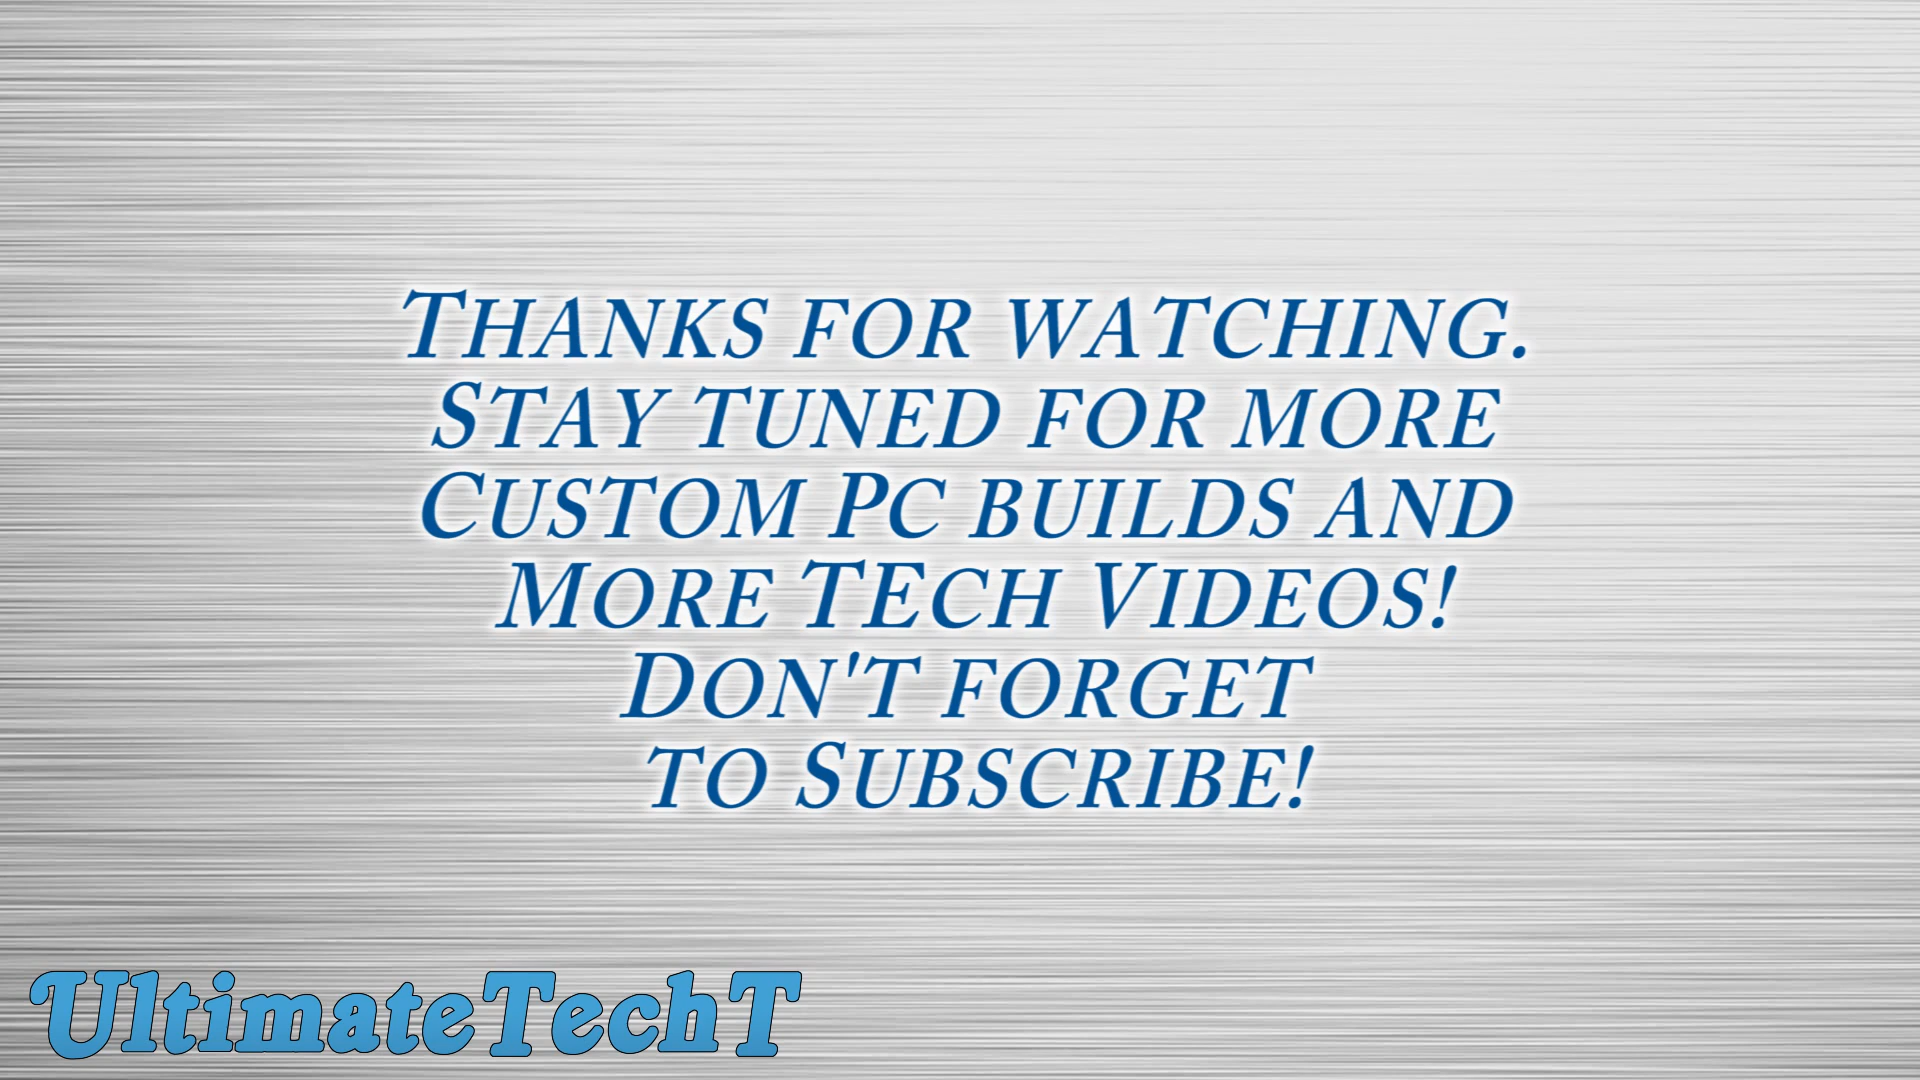 Thanks for watching.
Stay tuned for more
Custom Pc builds and
More TEch Videos!
Don't forget
to Subscribe!
UltimateTechT